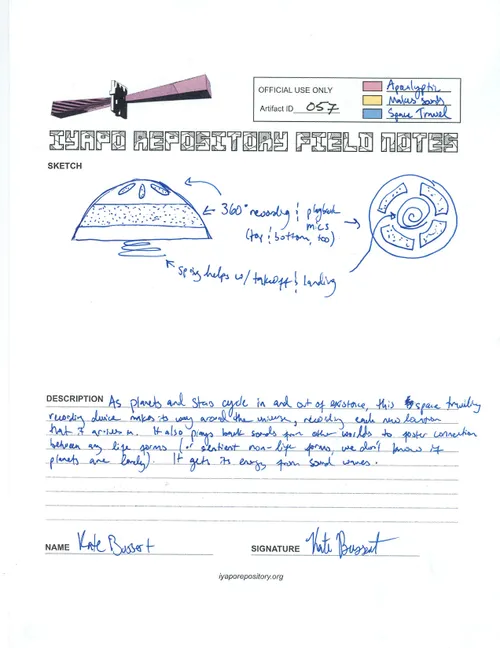 OFFICIAL USE ONLY
Artifact ID 057
Apocalyptic
Makes sounds
Space Travel
IYAPO REPOSITORY FIELD NOTES
SKETCH
360° recording & playback
mics
(top & bottom, too)
spring helps w/ takeoff & landing
DESCRIPTION As planets and stars cycle in and out of existence, this space traveling
recording device makes its way around the universe, recording each new
that it arrives in. It also plays back sounds from other worlds to foster connection
between any life forms (or sentient non-life forms, we don't know if
planets are lonely). It gets its energy from sound waves.
NAME Kate Bussert
SIGNATURE Kate Bussert
iyaporepository.org